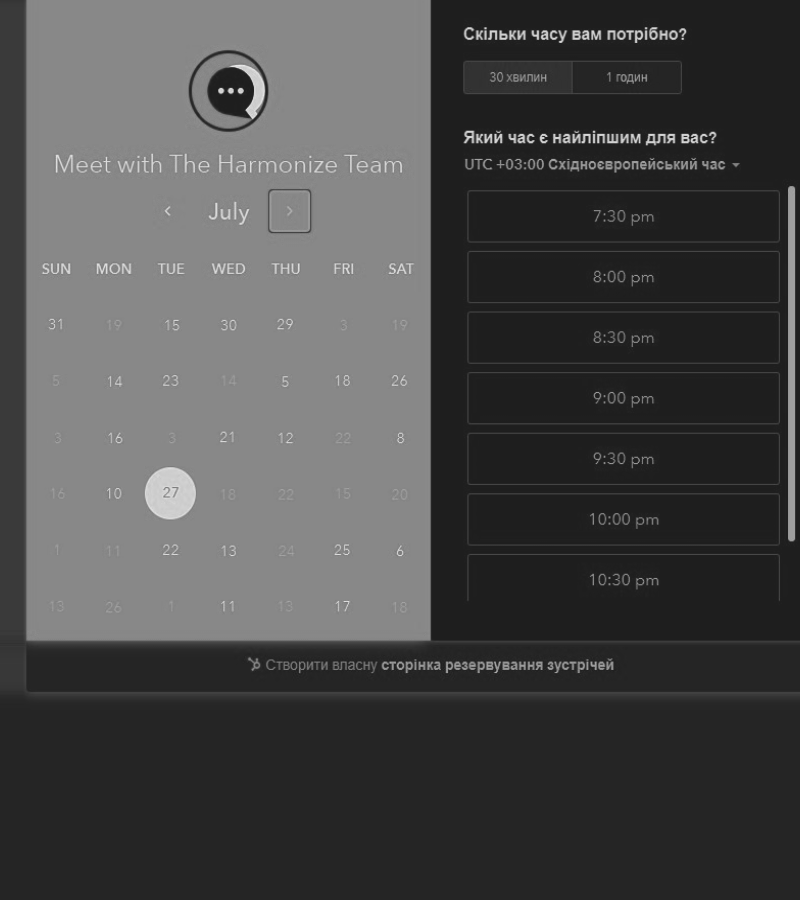 Meet with The Harmonize Team
July
SUN MON TUE WED THU FRI SAT
31 19 15 30 29 3 19
5 14 23 14 5 18 26
3 16 3 21 12 22 8
16 10 27 18 22 15 20
1 11 22 13 24 25 6
13 26 1 11 13 17 18
Скільки часу вам потрібно?
30 хвилин 1 годин
Який час є найліпшим для вас?
UTC +03:00 Східноєвропейський час
7:30 pm
8:00 pm
8:30 pm
9:00 pm
9:30 pm
10:00 pm
10:30 pm
Створити власну сторінка резервування зустрічей